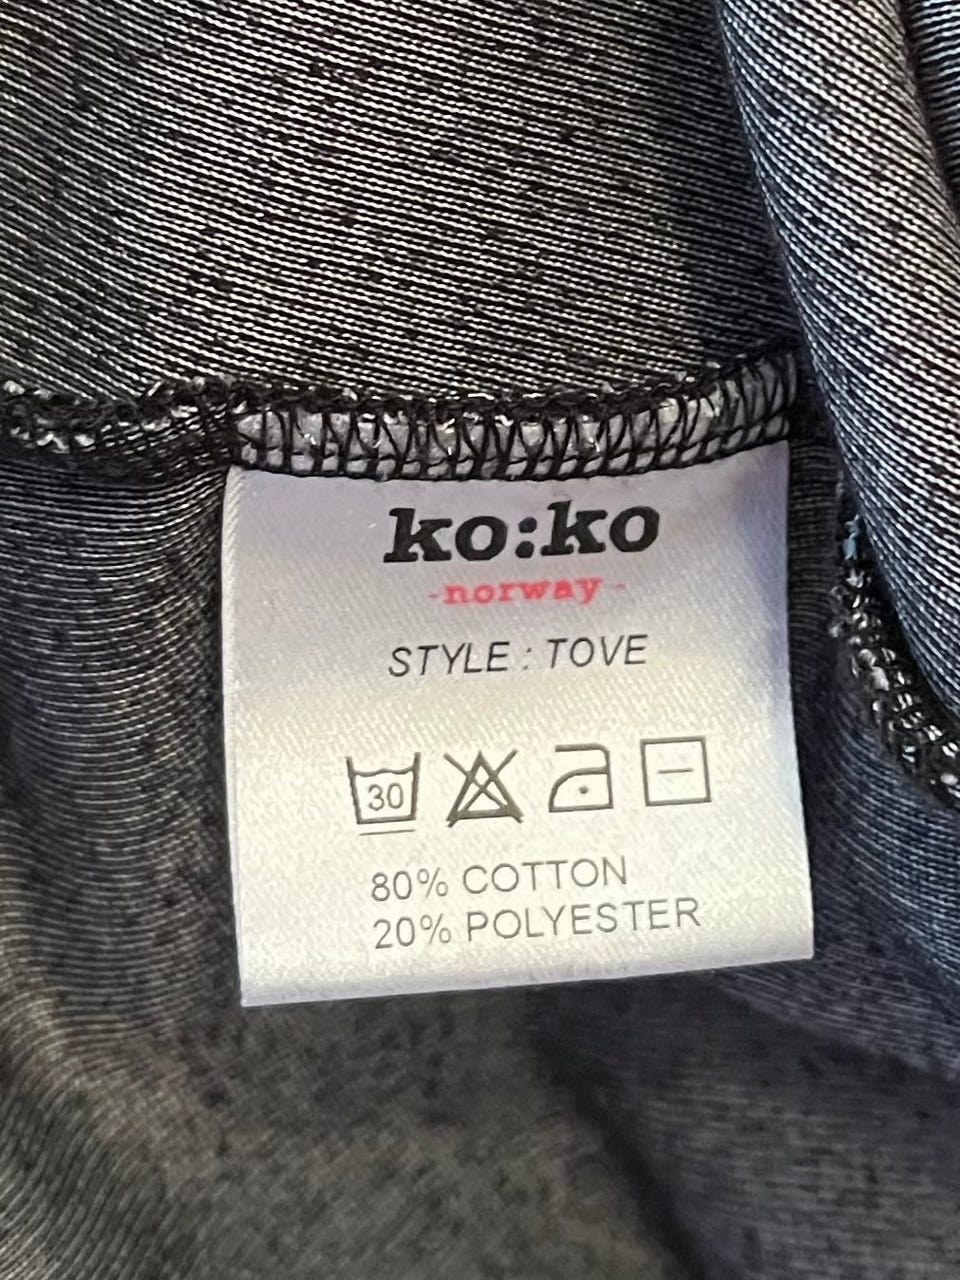 ko:ko
-norway-
STYLE : TOVE
30
80% COTTON
20% POLYESTER